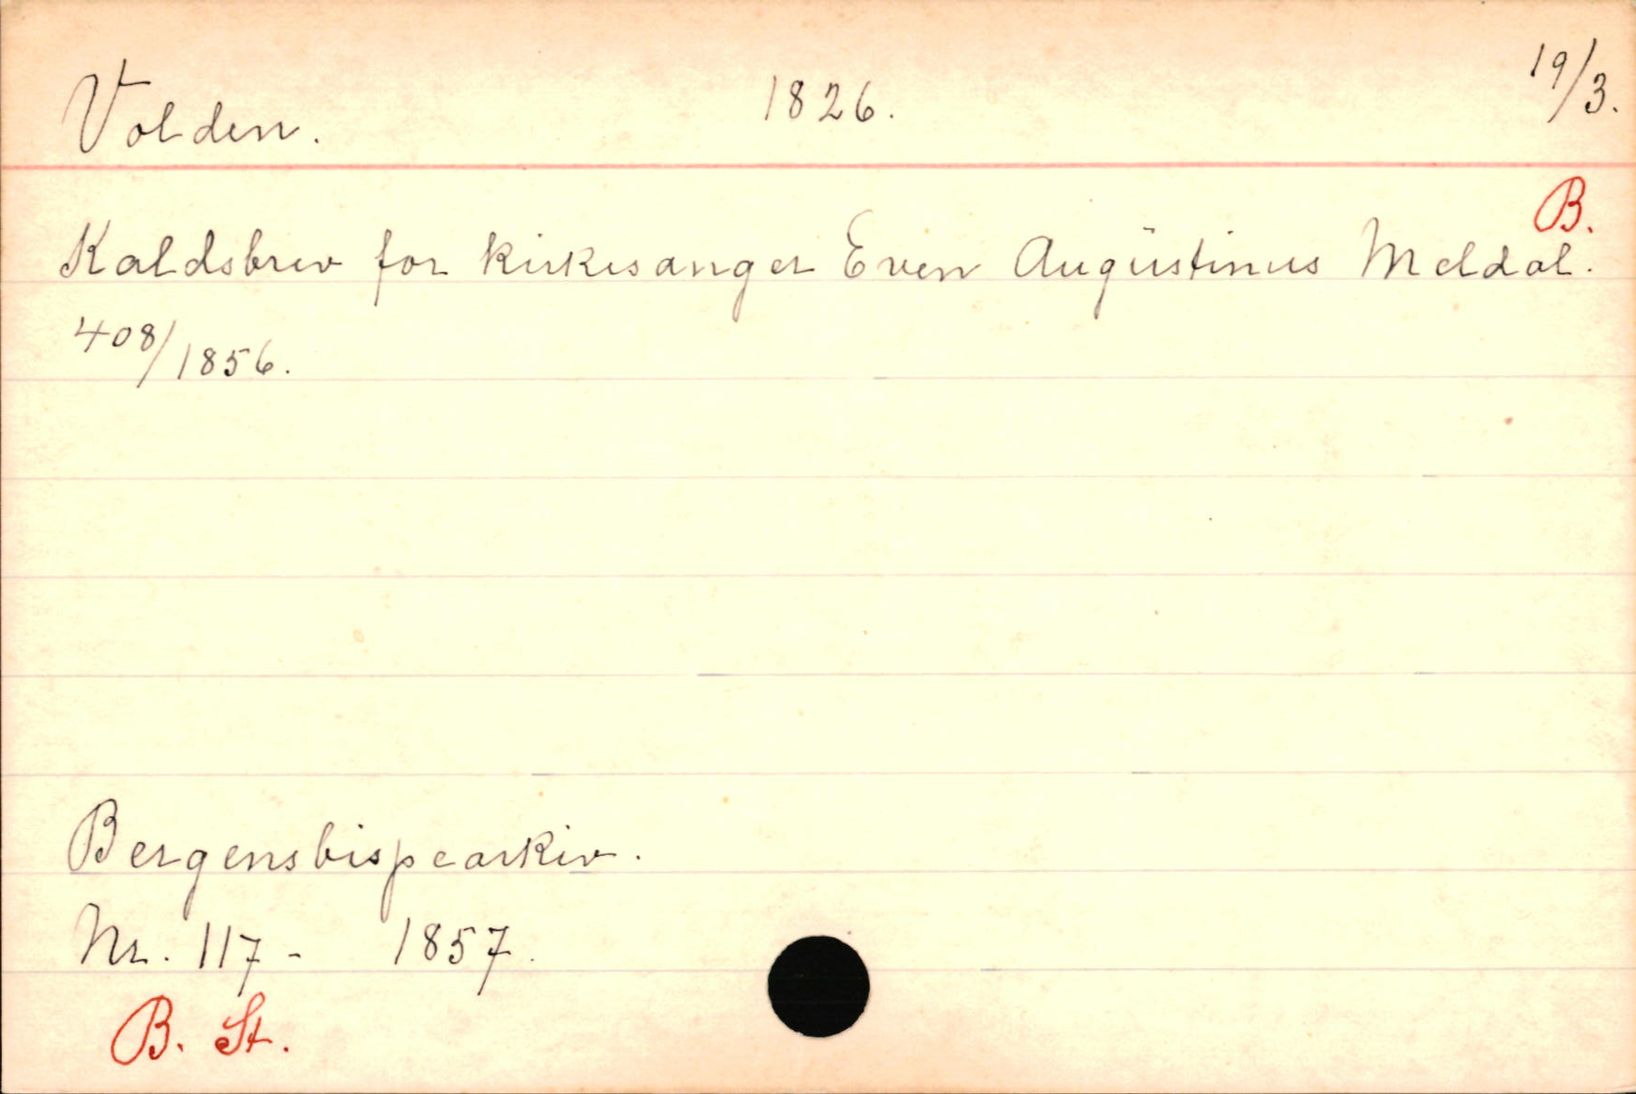 Volden. 1826. 19/3.
B.
Kaldsbrev for kirkesanger Even Augustinus Meldal.
408/1856.
Bergensbispearkiv.
Nr. 117 - 1857.
B. St.